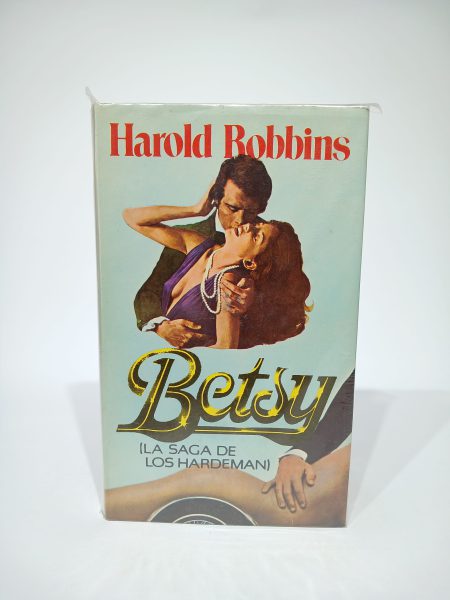 Harold Robbins
Betsy
(LA SAGA DE
LOS HARDEMAN)